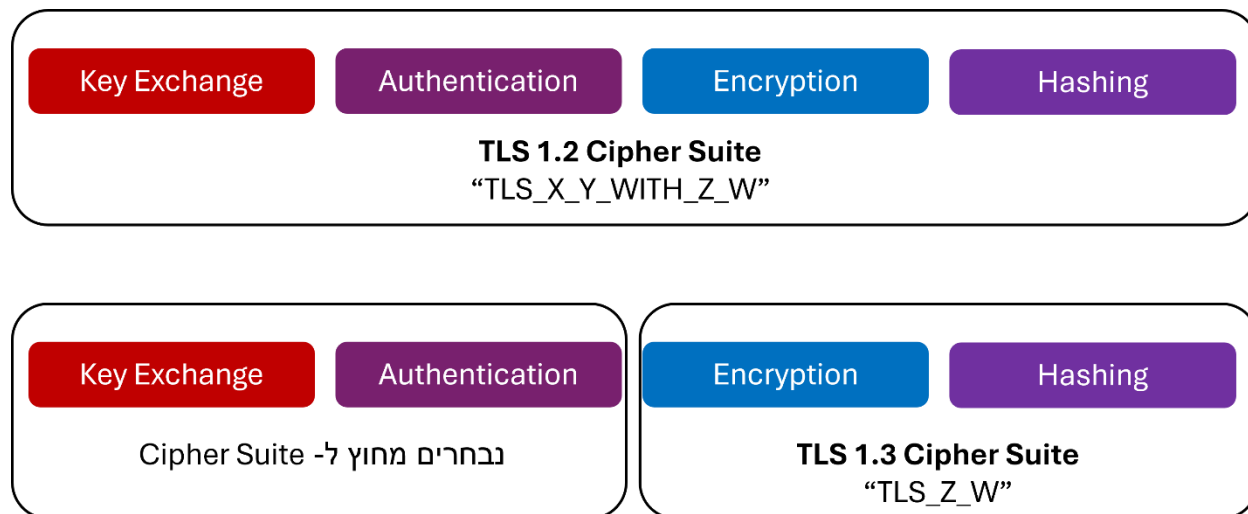 Key Exchange
Authentication
Encryption
Hashing
TLS 1.2 Cipher Suite
“TLS_X_Y_WITH_Z_W”
Key Exchange
Authentication
נבחרים מחוץ ל- Cipher Suite
Encryption
Hashing
TLS 1.3 Cipher Suite
“TLS_Z_W”